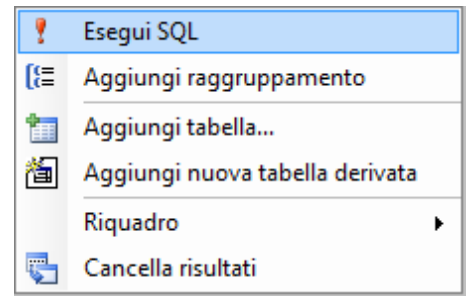 Esegui SQL
Aggiungi raggruppamento
Aggiungi tabella...
Aggiungi nuova tabella derivata
Riquadro
Cancella risultati